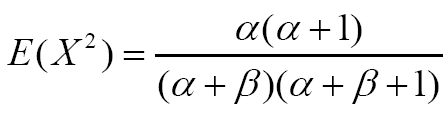 E(X²) = α(α+1) / (α+β)(α+β+1)